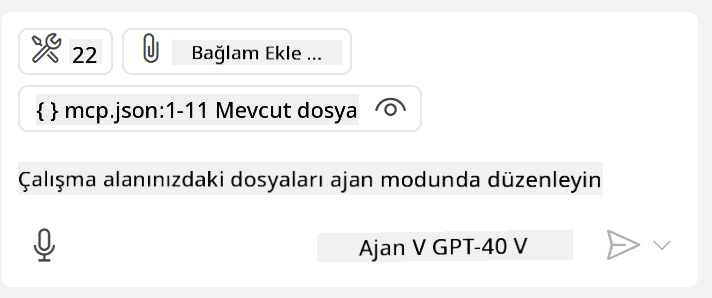 22 Bağlam Ekle ...
{ } mcp.json:1-11 Mevcut dosya
Çalışma alanınızdaki dosyaları ajan modunda düzenleyin
Ajan V GPT-40 V